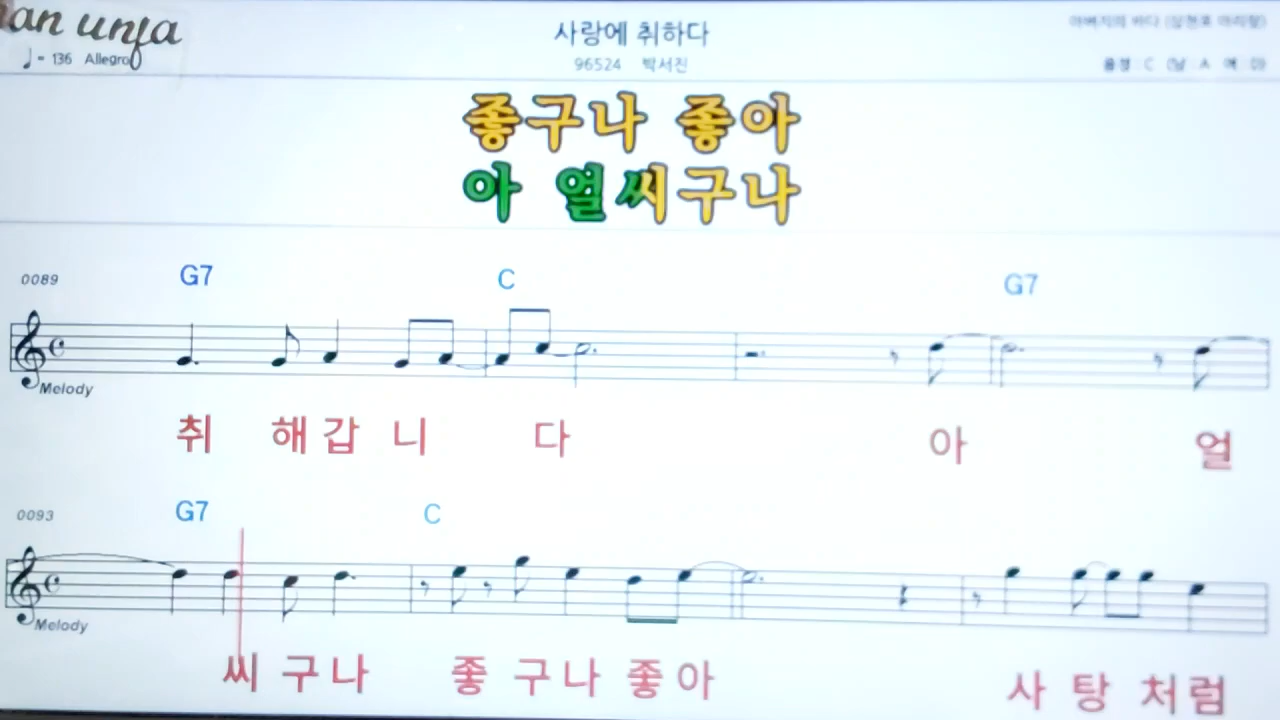 an unja
♩= 136 Allegro
사랑에 취하다
96524 박서진
좋구나 좋아
아 얼씨구나
0089
G7 C G7
Melody
취 해갑 니 다 아 얼
0093
G7 C
Melody
씨 구나 좋 구나 좋아 사 탕 처럼